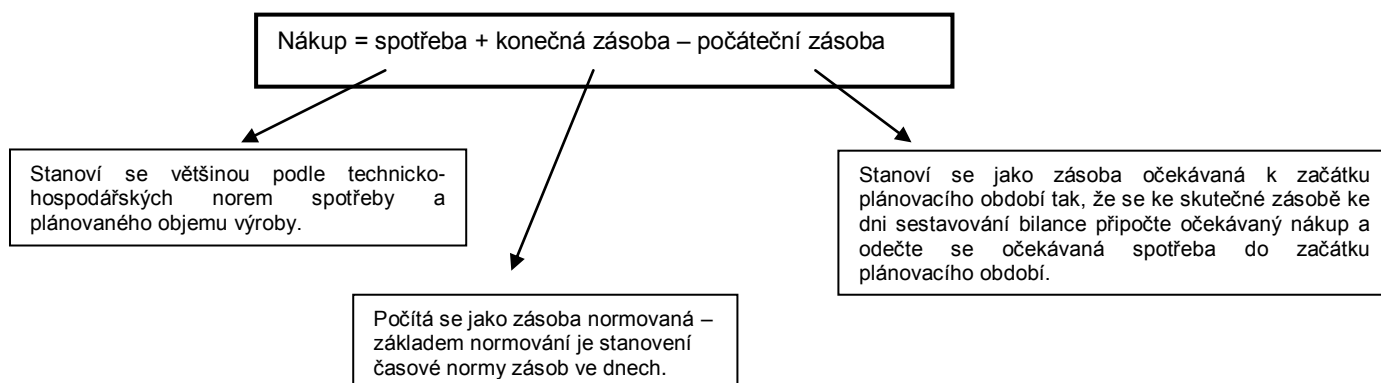 Nákup = spotřeba + konečná zásoba – počáteční zásoba
Stanoví se většinou podle technicko-
hospodářských norem spotřeby a
plánovaného objemu výroby.
Počítá se jako zásoba normovaná –
základem normování je stanovení
časové normy zásob ve dnech.
Stanoví se jako zásoba očekávaná k začátku
plánovacího období tak, že se ke skutečné zásobě ke
dni sestavování bilance připočte očekávaný nákup a
odečte se očekávaná spotřeba do začátku
plánovacího období.